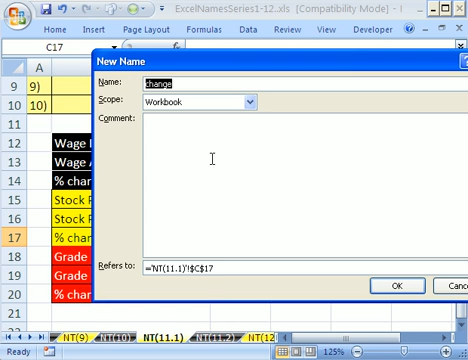 ExcelNamesSeries1-12.xls [Compatibility Mode] -
Home Insert Page Layout Formulas Data Review View Developer
C17
New Name
Name: change
Scope: Workbook
Comment:
Refers to: ='NT(11.1)'!$C$17
OK Canc
A
9 9)
10 10)
11
12 Wage
13 Wage
14 % chan
15 Stock
16 Stock
17 % chan
18 Grade
19 Grade
20 % chan
NT(9) NT(10) NT(11.1) NT(11.2) NT(12
Ready 125%